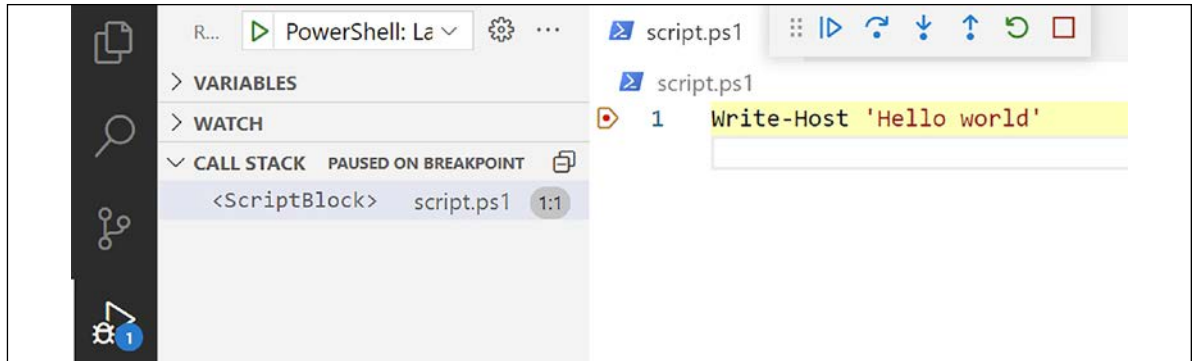 R... PowerShell: La
VARIABLES
WATCH
CALL STACK PAUSED ON BREAKPOINT
<ScriptBlock> script.ps1 1:1
1
script.ps1
script.ps1
1 Write-Host 'Hello world'